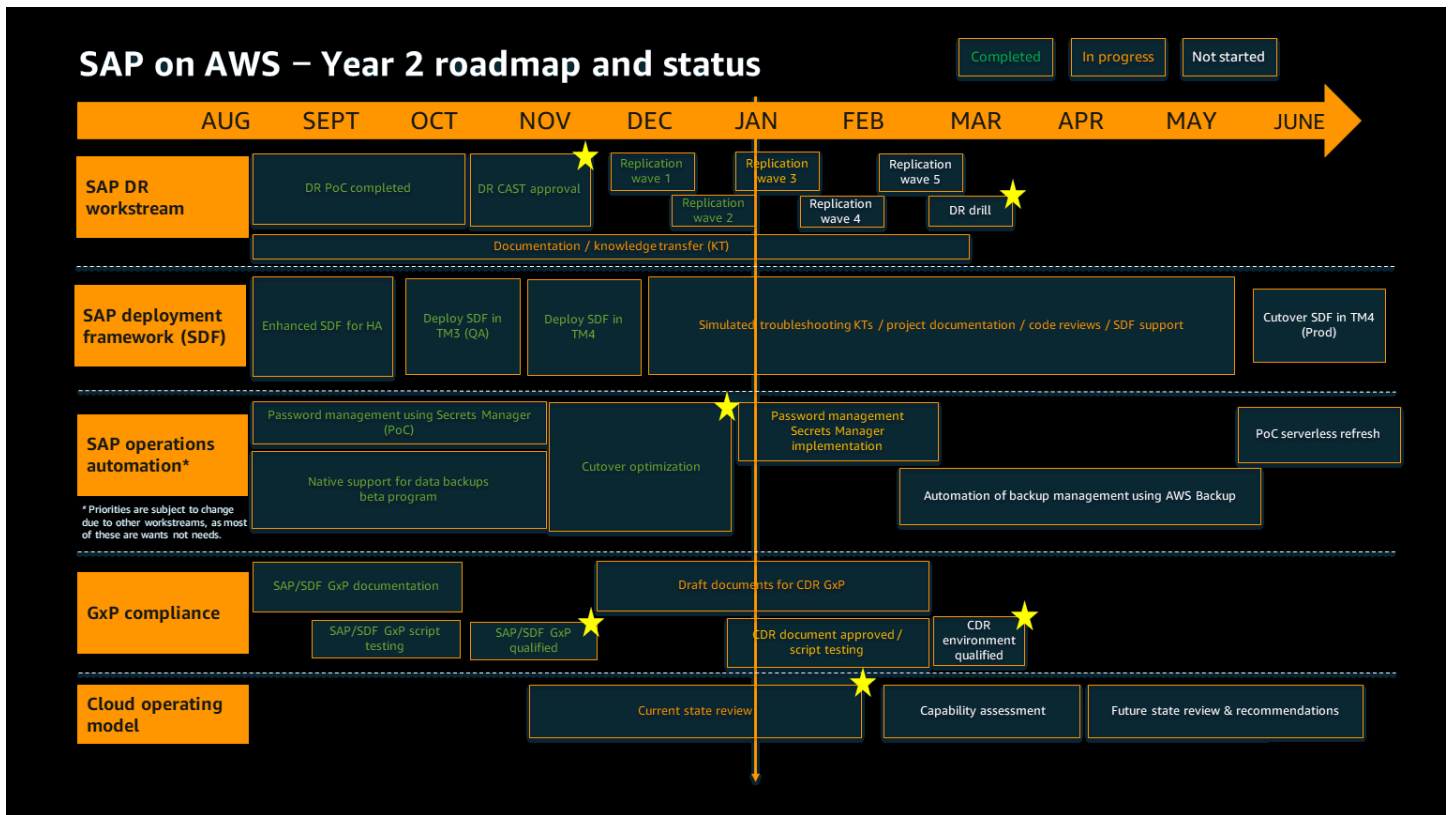 SAP on AWS – Year 2 roadmap and status
Completed
In progress
Not started
AUG SEPT OCT NOV DEC JAN FEB MAR APR MAY JUNE
SAP DR
workstream
DR PoC completed
DR CAST approval
Replication
wave 1
Replication
wave 2
Replication
wave 3
Replication
wave 4
Replication
wave 5
DR drill
Documentation / knowledge transfer (KT)
SAP deployment
framework (SDF)
Enhanced SDF for HA
Deploy SDF in
TM3 (QA)
Deploy SDF in
TM4
Simulated troubleshooting KTs / project documentation / code reviews / SDF support
Cutover SDF in TM4
(Prod)
SAP operations
automation*
* Priorities are subject to change
due to other workstreams, as most
of these are wants not needs.
Password management using Secrets Manager
(PoC)
Native support for data backups
beta program
Cutover optimization
Password management
Secrets Manager
implementation
Automation of backup management using AWS Backup
PoC serverless refresh
GxP compliance
SAP/SDF GxP documentation
SAP/SDF GxP script
testing
SAP/SDF GxP
qualified
Draft documents for CDR GxP
CDR document approved /
script testing
CDR
environment
qualified
Cloud operating
model
Current state review
Capability assessment
Future state review & recommendations